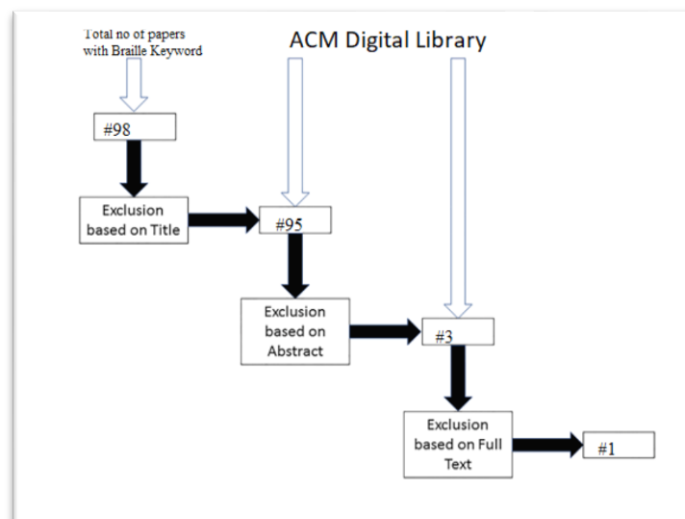 Total no of papers
with Braille Keyword
ACM Digital Library
#98
Exclusion
based on Title
#95
Exclusion
based on
Abstract
#3
Exclusion
based on Full
Text
#1